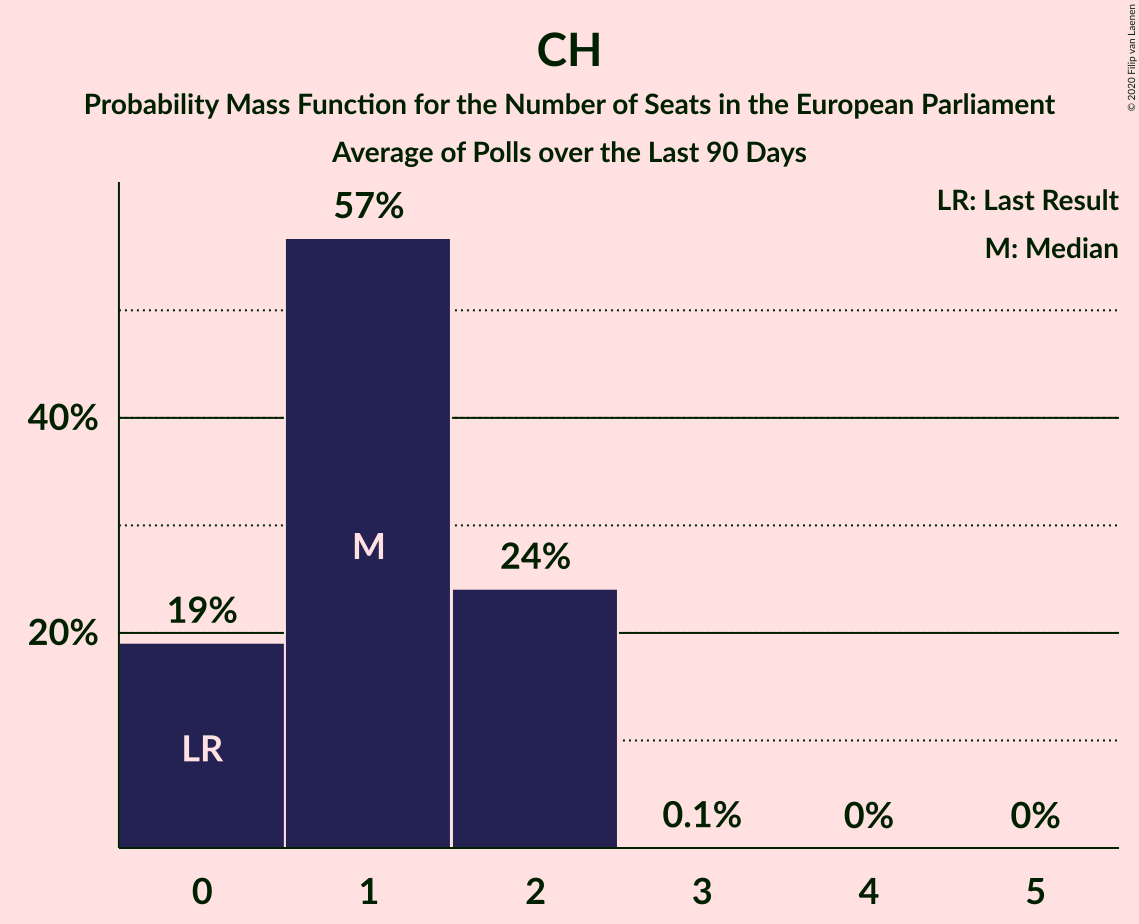 CH
Probability Mass Function for the Number of Seats in the European Parliament
Average of Polls over the Last 90 Days
© 2020 Filip van Laenen
LR: Last Result
M: Median
57%
40%
M
24%
19%
20%
LR
0.1%
0%
0%
0
1
2
3
4
5